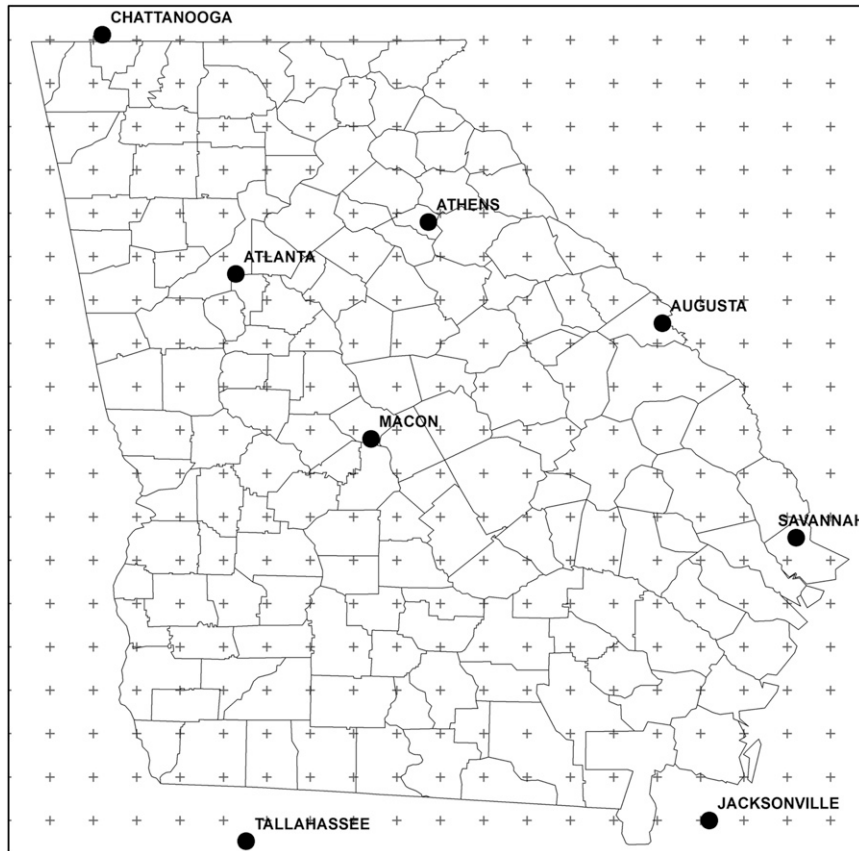 CHATTANOOGA
ATHENS
ATLANTA
AUGUSTA
MACON
SAVANNAH
JACKSONVILLE
TALLAHASSEE